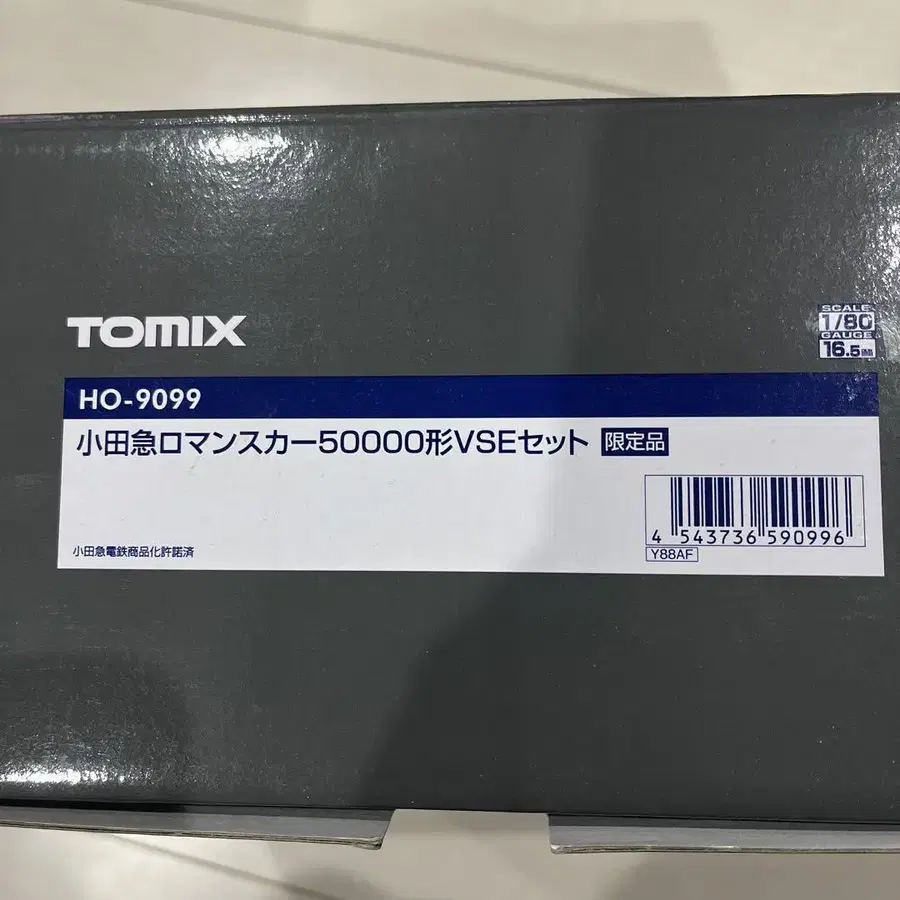 TOMIX
SCALE
1/80
GAUGE
16.5mm
HO-9099
小田急ロマンスカー50000形VSEセット 限定品
4 543736 590996
Y88AF
小田急電鉄商品化許諾済